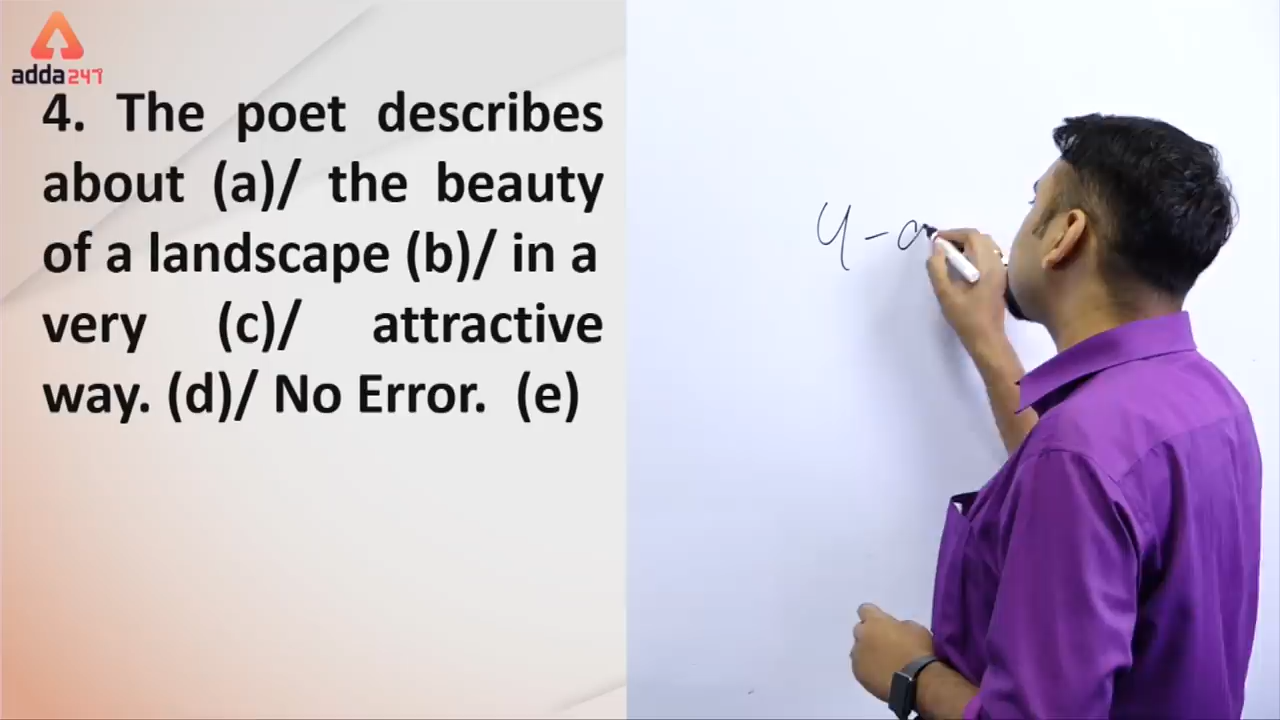 adda247
4. The poet describes
about (a)/ the beauty
of a landscape (b)/ in a
very (c)/ attractive
way. (d)/ No Error. (e)
4-a